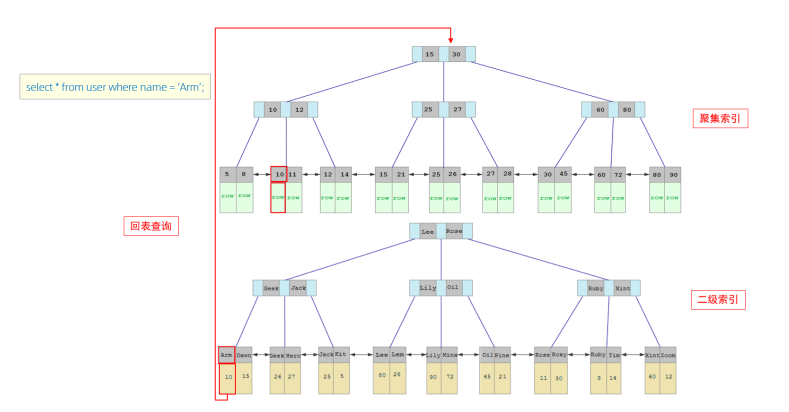 15 30
select * from user where name = 'Arm';
10 12
25 27
60 80
聚集索引
5 8 10 11 12 14 15 21 25 26 27 28 30 45 60 72 80 90
row row row row row row row row row row row row row row row row row row
回表查询
Lee Rose
Geek Jack
Lily Oil
Ruby Xint
二级索引
Arm Dawn Geek Hero Jack Kit Lee Lem Lily Mina Oil Pine Rose Rosy Ruby Tim Xint Zoom
10 15 26 27 25 5 80 28 90 72 45 21 11 30 8 14 60 12